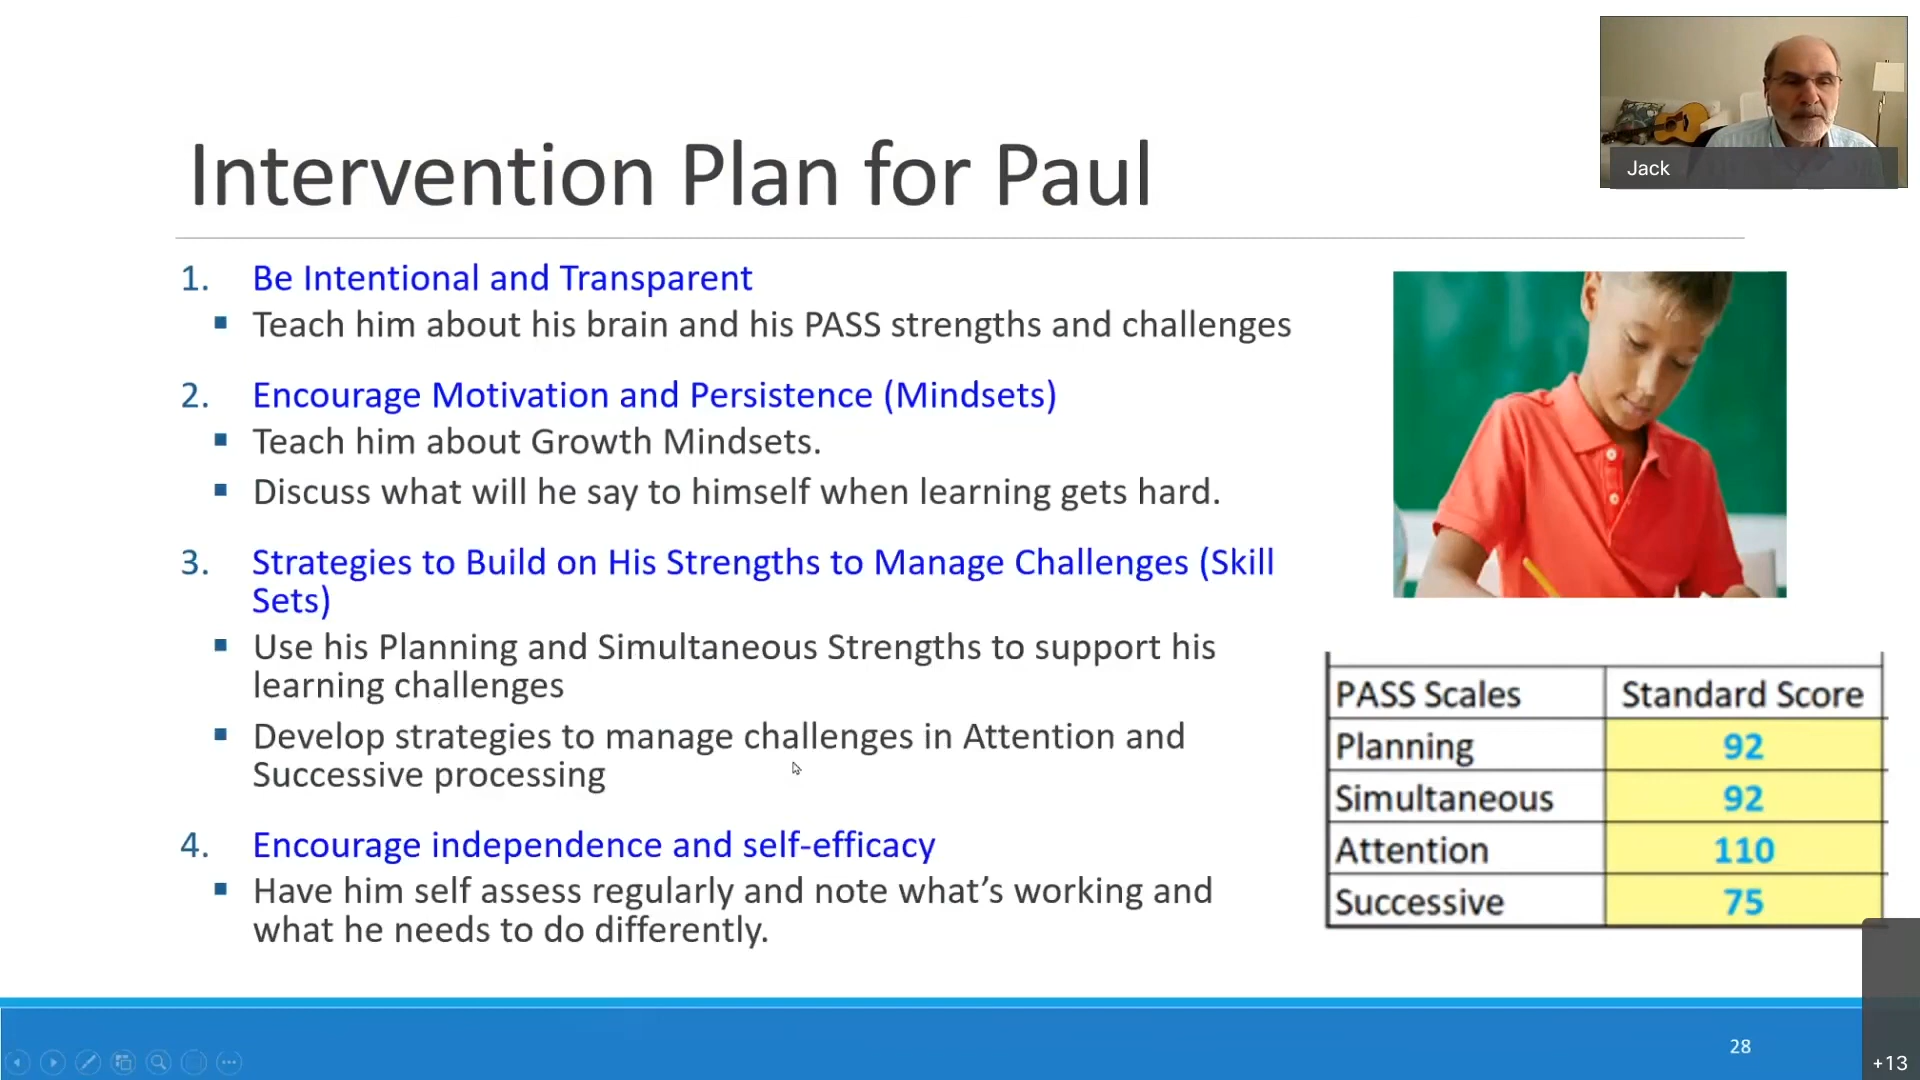 Jack
Intervention Plan for Paul
1. Be Intentional and Transparent
▪ Teach him about his brain and his PASS strengths and challenges
2. Encourage Motivation and Persistence (Mindsets)
▪ Teach him about Growth Mindsets.
▪ Discuss what will he say to himself when learning gets hard.
3. Strategies to Build on His Strengths to Manage Challenges (Skill
Sets)
▪ Use his Planning and Simultaneous Strengths to support his
learning challenges
▪ Develop strategies to manage challenges in Attention and
Successive processing
4. Encourage independence and self-efficacy
▪ Have him self assess regularly and note what’s working and
what he needs to do differently.
PASS Scales Standard Score
Planning 92
Simultaneous 92
Attention 110
Successive 75
28
+13